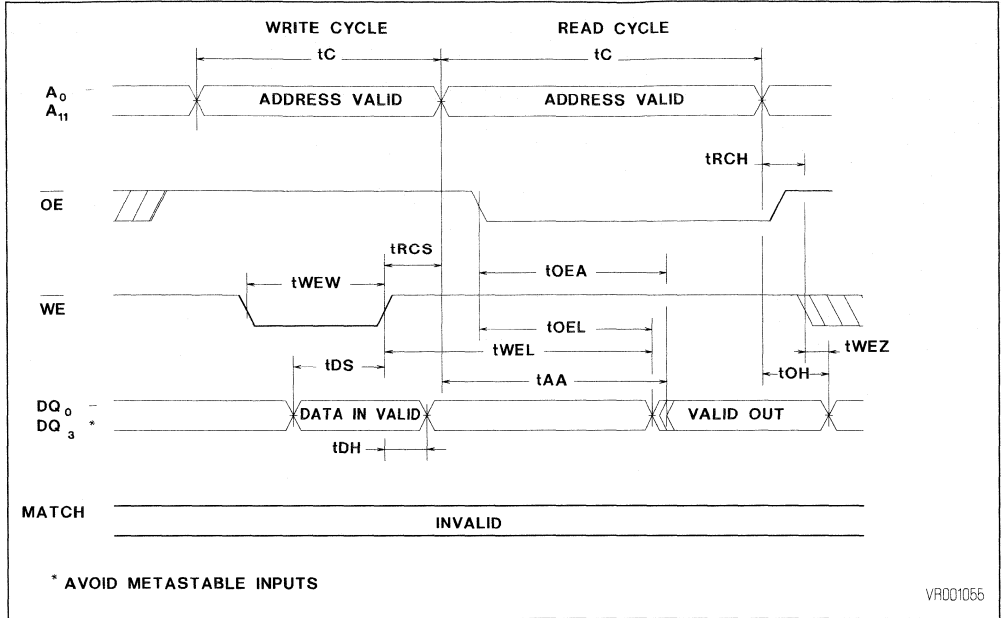 WRITE CYCLE READ CYCLE
tC tC
A0 - A11 ADDRESS VALID ADDRESS VALID
tRCH
OE
tRCS
tWEW tOEA
WE
tOEL
tWEL tWEZ
tDS tAA tOH
DQ0 - DQ3 * DATA IN VALID VALID OUT
tDH
MATCH
INVALID
* AVOID METASTABLE INPUTS
VR001055